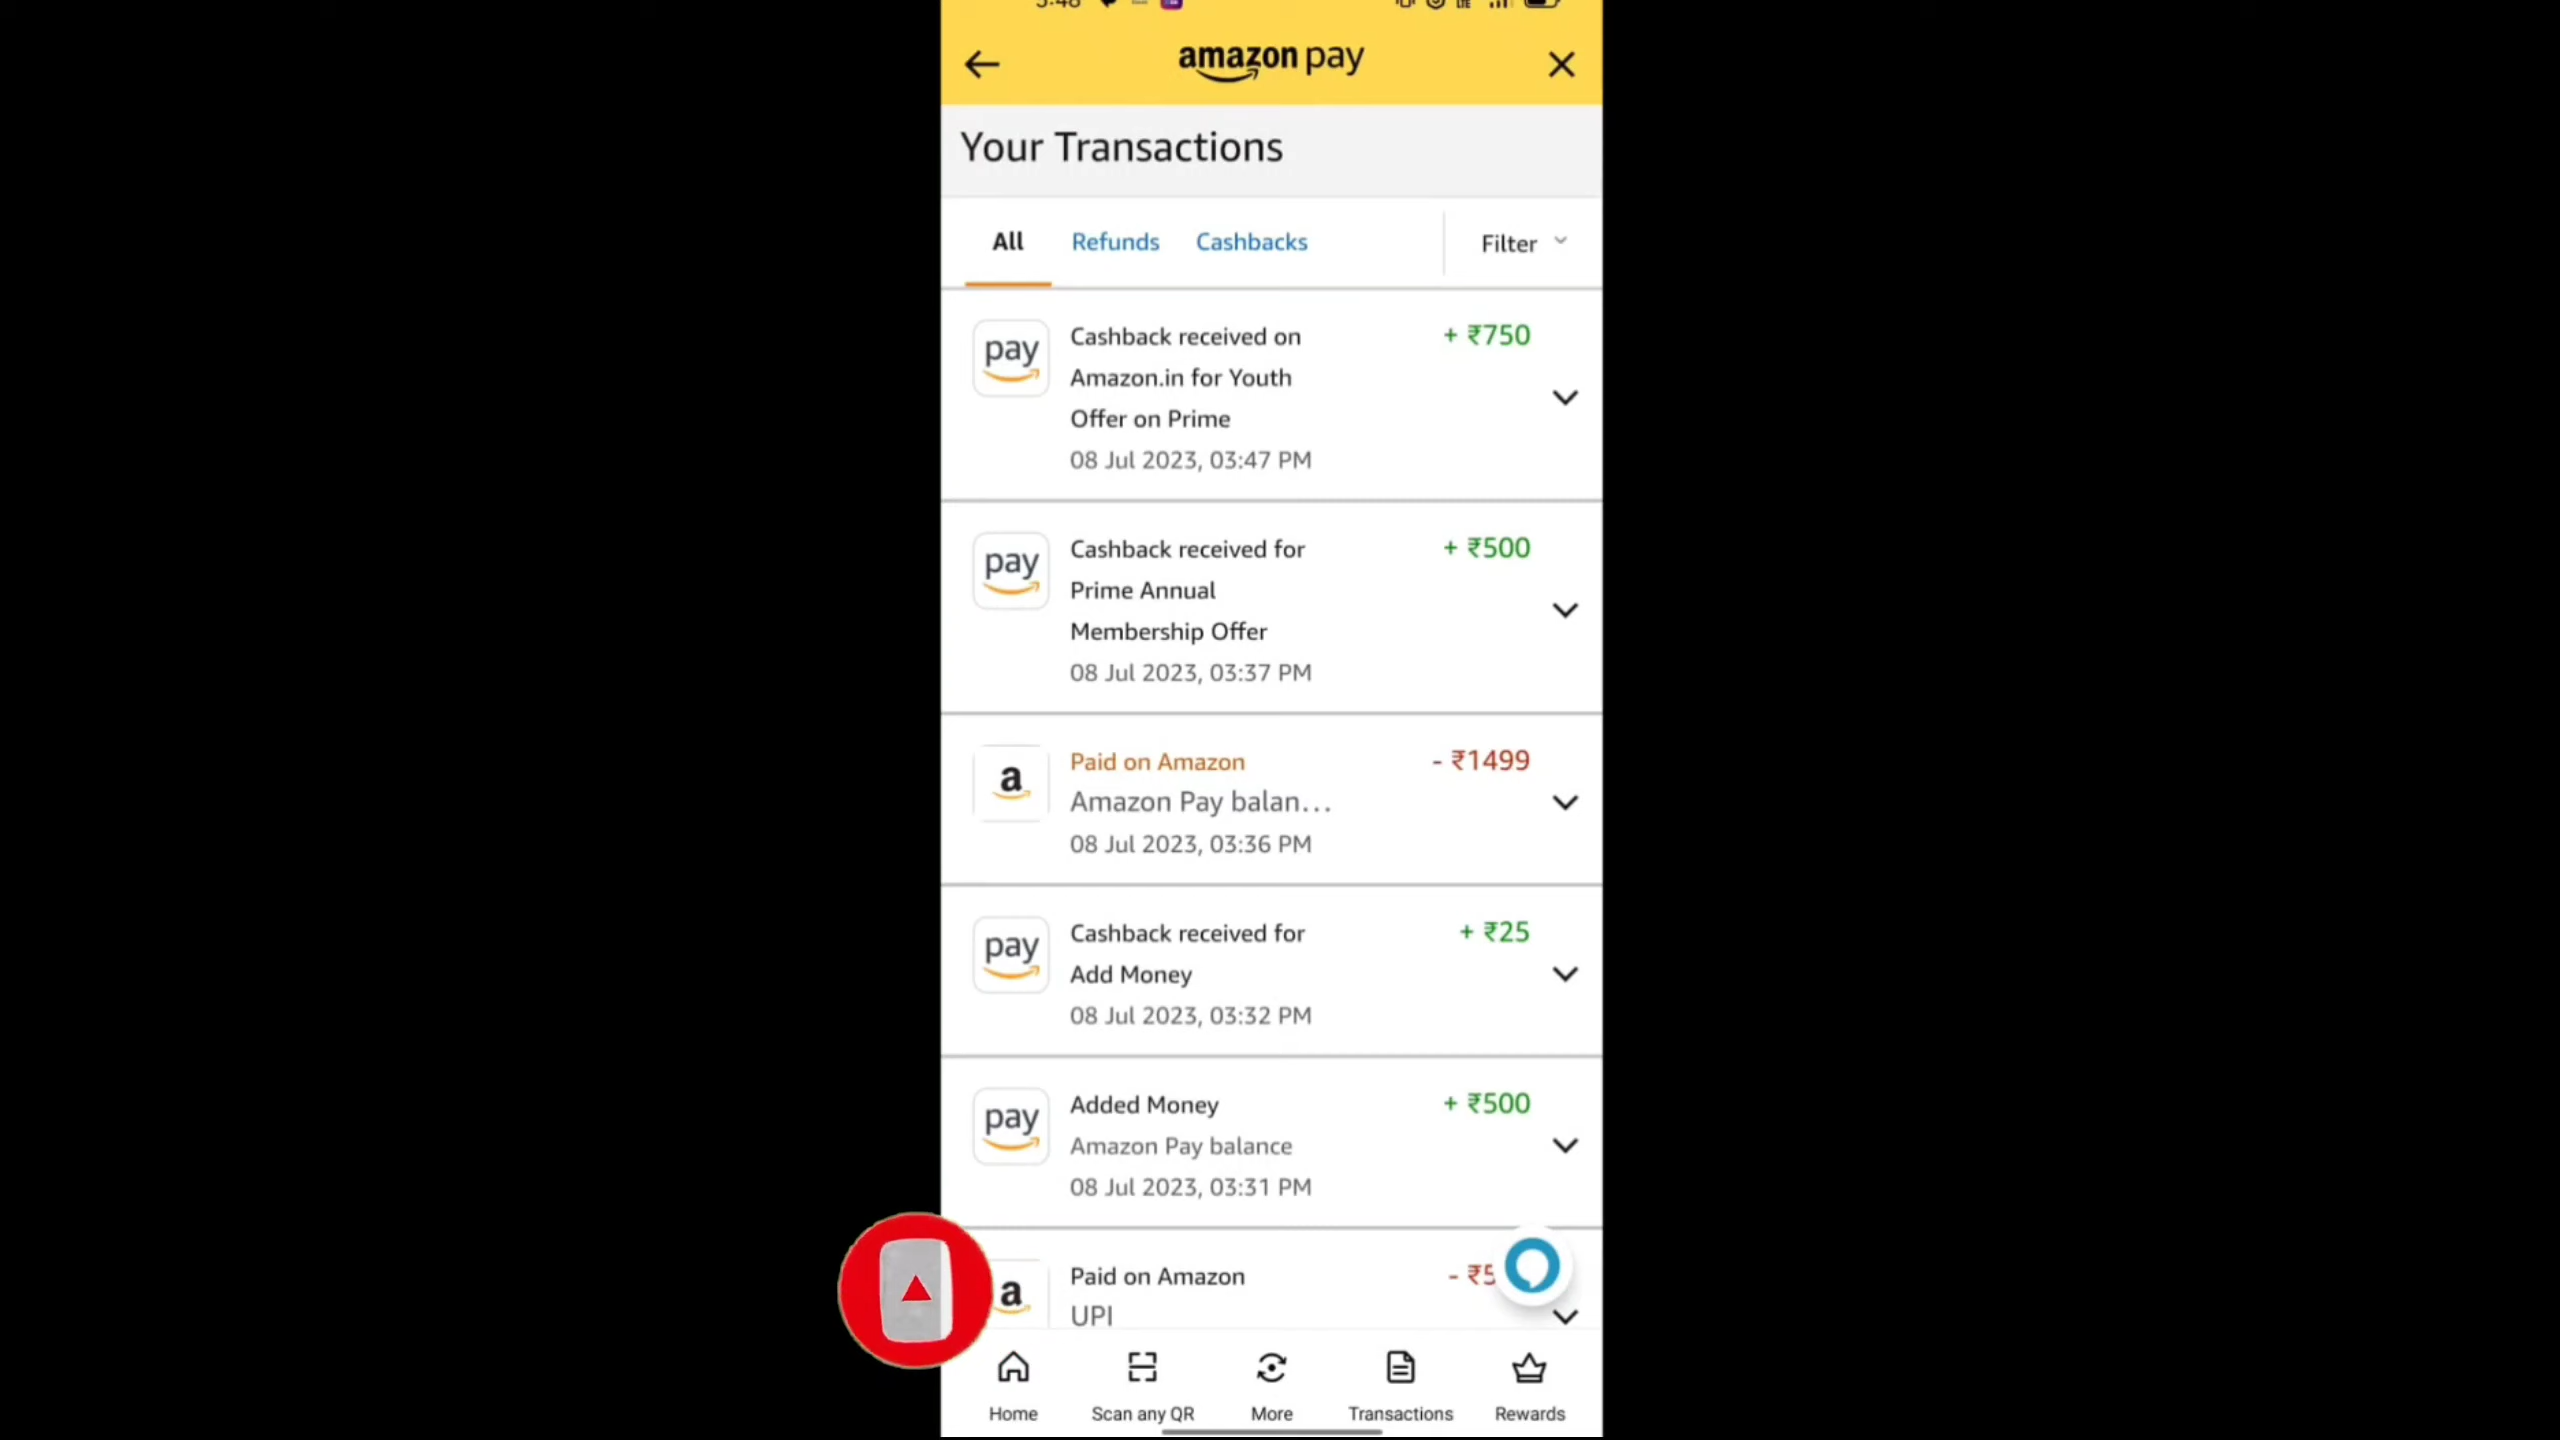 amazon pay
Your Transactions
All Refunds Cashbacks Filter
pay
Cashback received on + ₹750
Amazon.in for Youth
Offer on Prime
08 Jul 2023, 03:47 PM
pay
Cashback received for + ₹500
Prime Annual
Membership Offer
08 Jul 2023, 03:37 PM
a
Paid on Amazon - ₹1499
Amazon Pay balan...
08 Jul 2023, 03:36 PM
pay
Cashback received for + ₹25
Add Money
08 Jul 2023, 03:32 PM
pay
Added Money + ₹500
Amazon Pay balance
08 Jul 2023, 03:31 PM
a
Paid on Amazon - ₹5
UPI
Home Scan any QR More Transactions Rewards